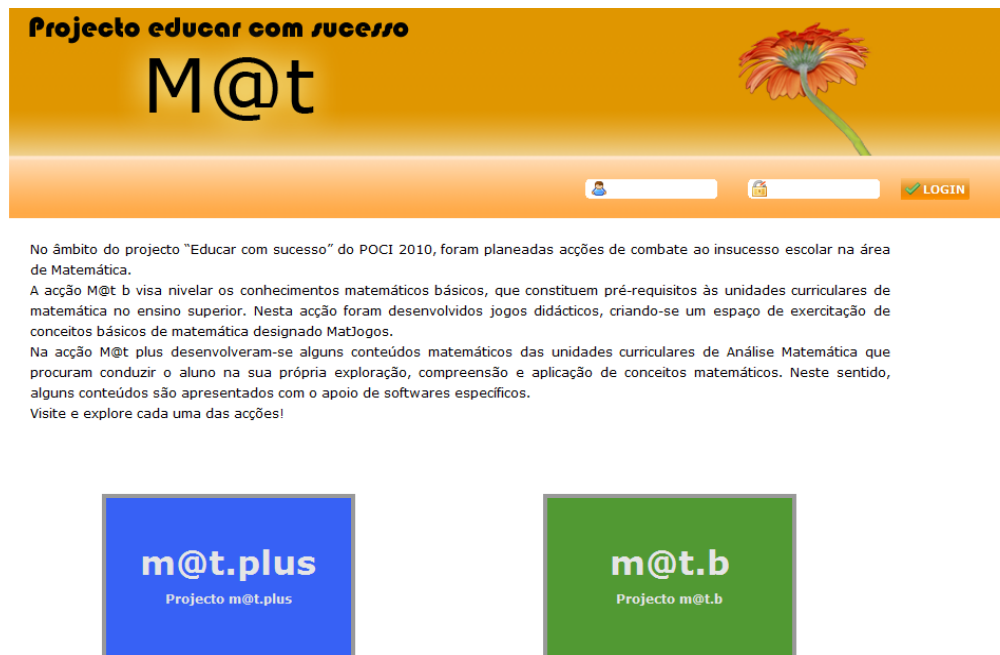 Projecto educar com sucesso
M@t
LOGIN
No âmbito do projecto “Educar com sucesso” do POCI 2010, foram planeadas acções de combate ao insucesso escolar na área
de Matemática.
A acção M@t b visa nivelar os conhecimentos matemáticos básicos, que constituem pré-requisitos às unidades curriculares de
matemática no ensino superior. Nesta acção foram desenvolvidos jogos didácticos, criando-se um espaço de exercitação de
conceitos básicos de matemática designado MatJogos.
Na acção M@t plus desenvolveram-se alguns conteúdos matemáticos das unidades curriculares de Análise Matemática que
procuram conduzir o aluno na sua própria exploração, compreensão e aplicação de conceitos matemáticos. Neste sentido,
alguns conteúdos são apresentados com o apoio de softwares específicos.
Visite e explore cada uma das acções!
m@t.plus
Projecto m@t.plus
m@t.b
Projecto m@t.b